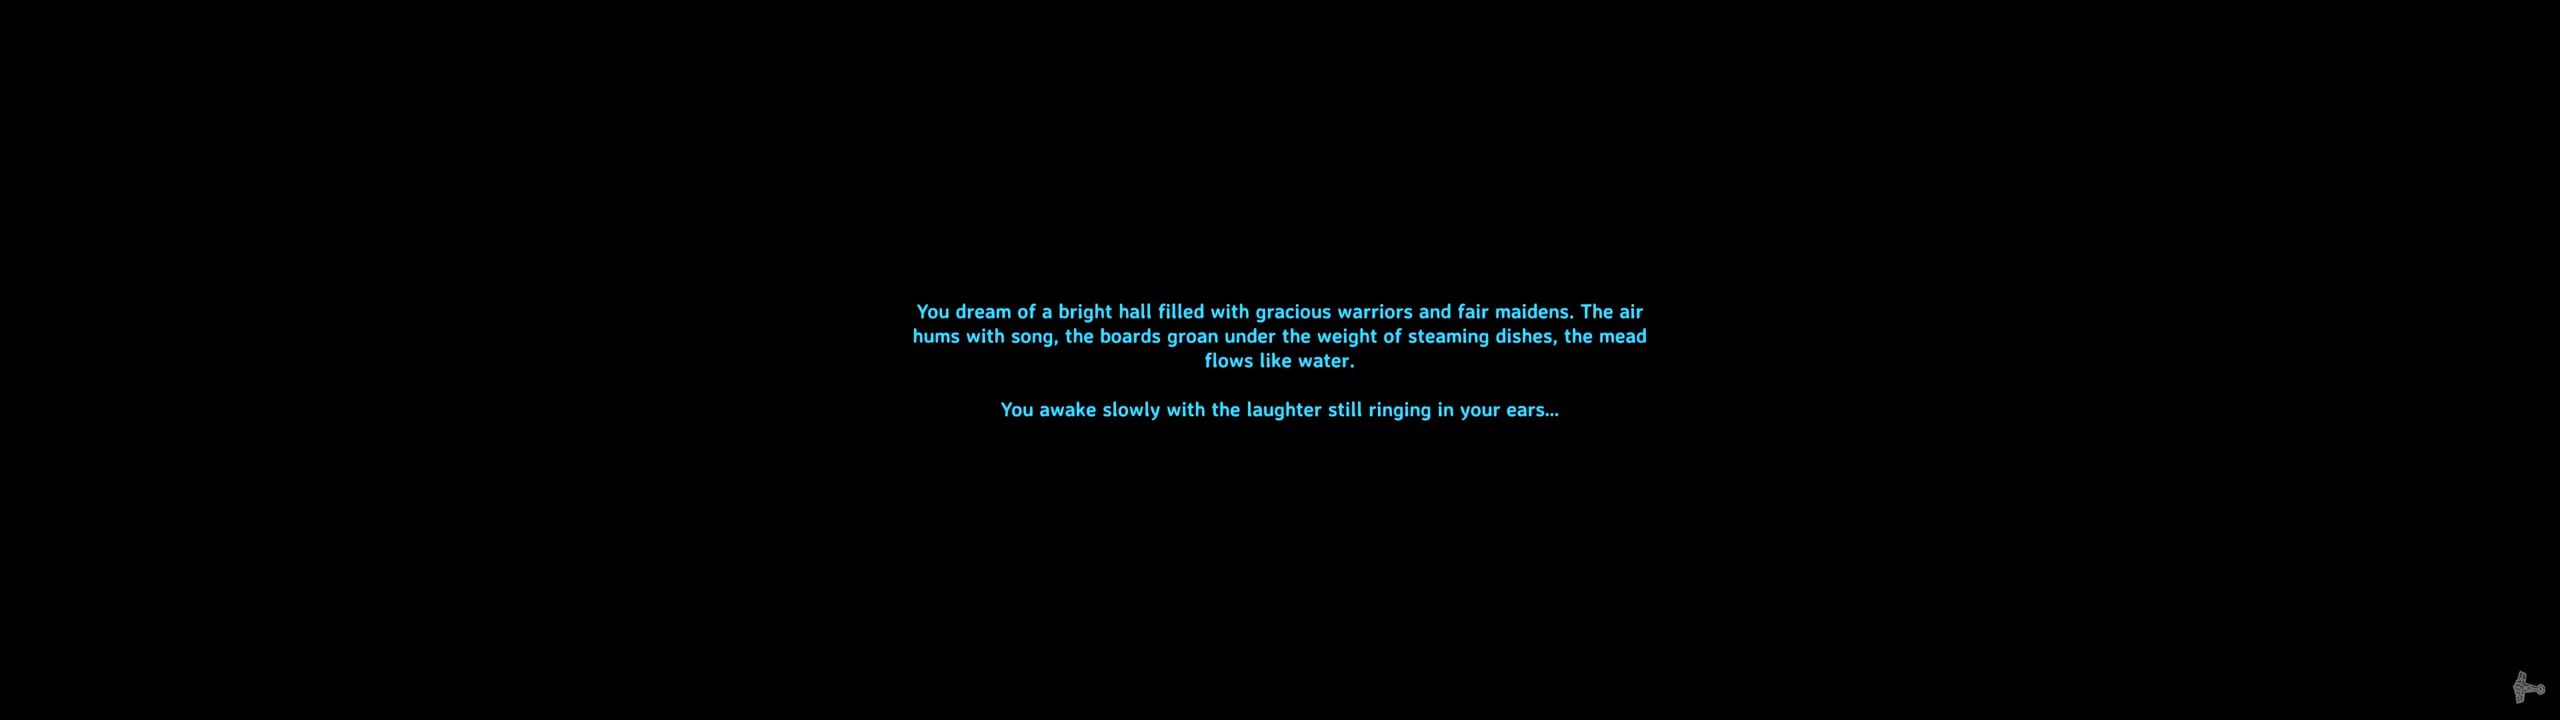 You dream of a bright hall filled with gracious warriors and fair maidens. The air
hums with song, the boards groan under the weight of steaming dishes, the mead
flows like water.
You awake slowly with the laughter still ringing in your ears...